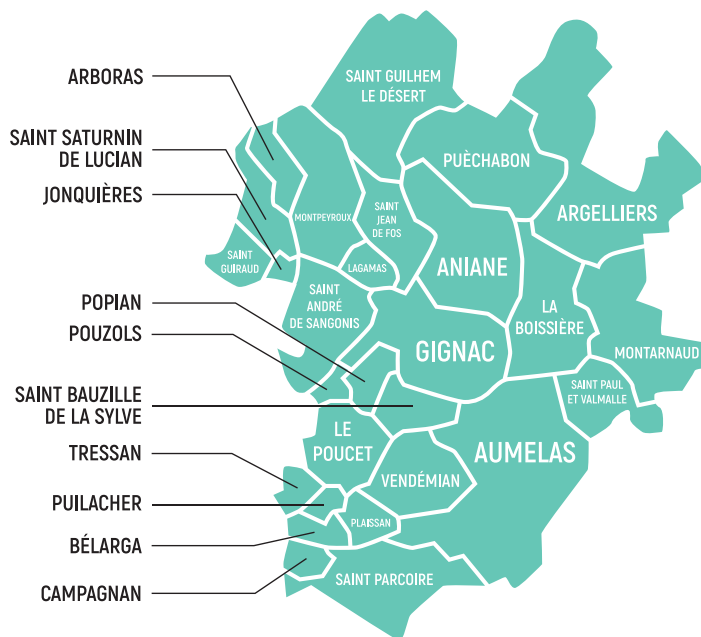 SAINT GUILHEM
LE DÉSERT
ARBORAS
SAINT SATURNIN
DE LUCIAN
JONQUIÈRES
PUÈCHABON
ARGELLIERS
MONTPEYROUX
SAINT
JEAN
DE FOS
SAINT
GUIRAUD
LAGAMAS
ANIANE
SAINT
ANDRÉ
DE SANGONIS
LA
BOISSIÈRE
POPIAN
POUZOLS
GIGNAC
MONTARNAUD
SAINT PAUL
ET VALMALLE
SAINT BAUZILLE
DE LA SYLVE
LE
POUCET
AUMELAS
TRESSAN
VENDÉMIAN
PUILACHER
PLAISSAN
BÉLARGA
SAINT PARCOIRE
CAMPAGNAN